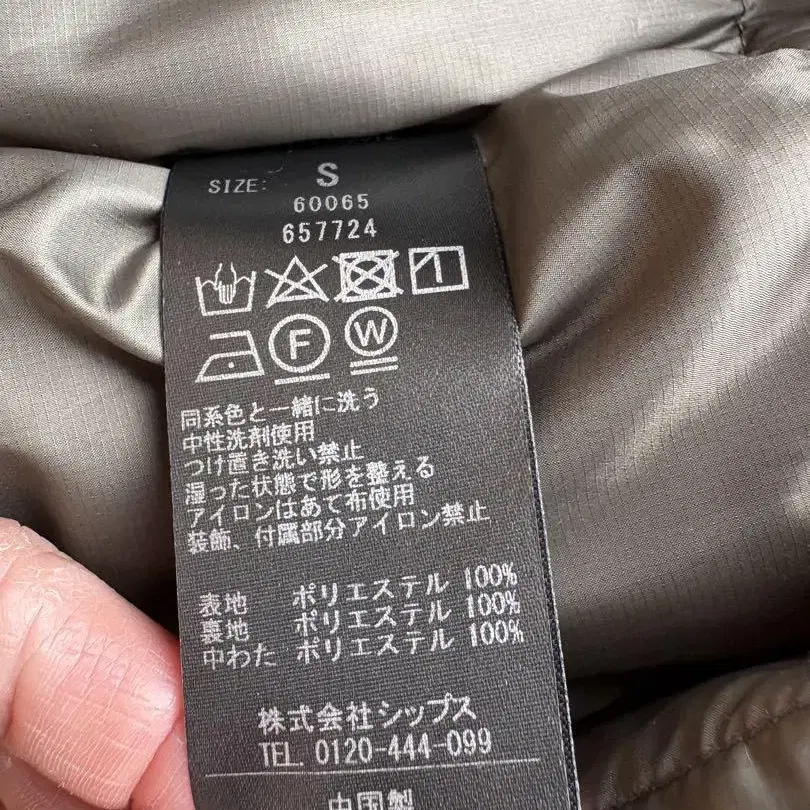 SIZE: S
60065
657724
F W
同系色と一緒に洗う
中性洗剤使用
つけ置き洗い禁止
湿った状態で形を整える
アイロンはあて布使用
装飾、付属部分アイロン禁止
表地 ポリエステル 100%
裏地 ポリエステル 100%
中わた ポリエステル 100%
株式会社シップス
TEL. 0120-444-099
中国製